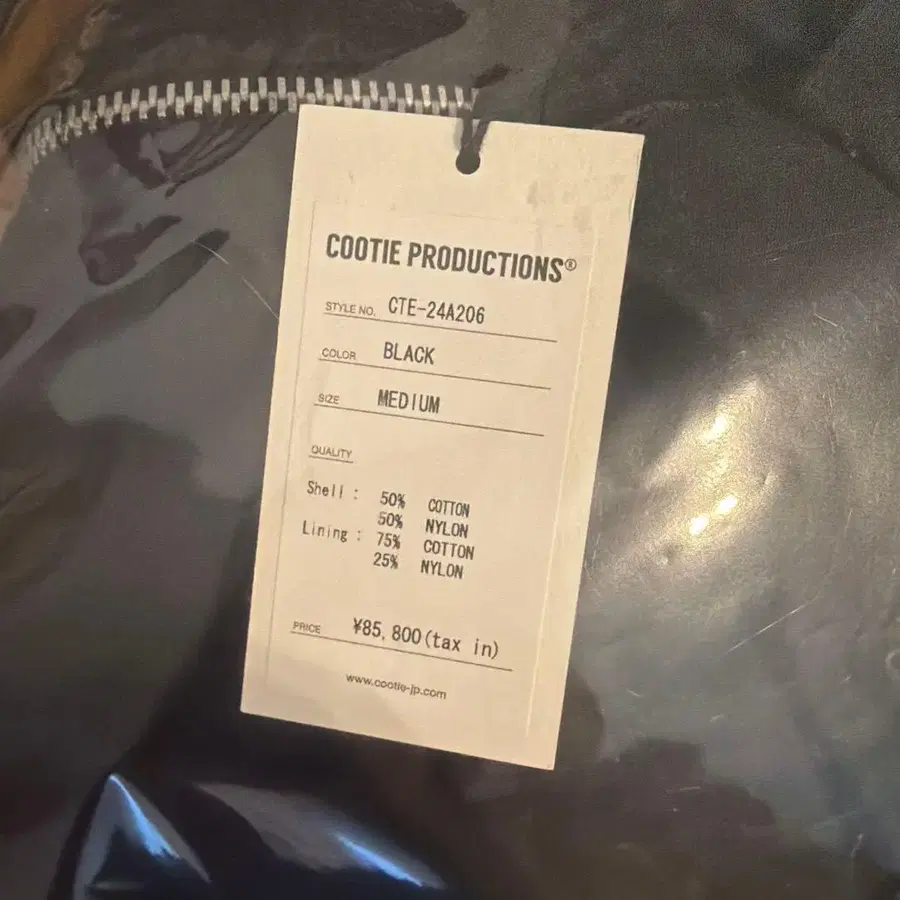 COOTIE PRODUCTIONS®
STYLE NO. CTE-24A206
COLOR BLACK
SIZE MEDIUM
QUALITY
Shell : 50% COTTON
50% NYLON
Lining : 75% COTTON
25% NYLON
PRICE ¥85,800(tax in)
www.cootie-jp.com